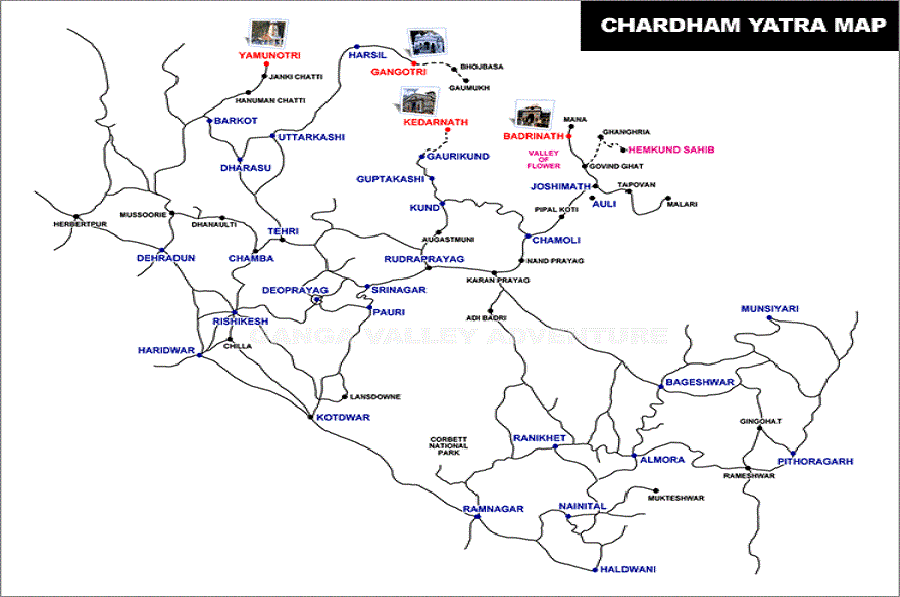 CHARDHAM YATRA MAP
YAMUNOTRI
HARSIL
GANGOTRI
BHOJBASA
JANKI CHATTI
GAUMUKH
HANUMAN CHATTI
KEDARNATH
BARKOT
MAINA
UTTARKASHI
BADRINATH
GHANGHRIA
HEMKUND SAHIB
VALLEY
OF
FLOWER
GAURIKUND
DHARASU
GOVIND GHAT
GUPTAKASHI
JOSHIMATH
TAPOVAN
AULI
MALARI
KUND
PIPAL KOTI
MUSSOORIE
HERBERTPUR
DHANAULTI
TEHRI
AUGASTMUNI
CHAMOLI
DEHRADUN
CHAMBA
RUDRAPRAYAG
NAND PRAYAG
KARAN PRAYAG
DEOPRAYAG
SRINAGAR
PAURI
MUNSIYARI
RISHIKESH
ADI BADRI
GANGA VALLEY ADVENTURE
HARIDWAR
CHILLA
BAGESHWAR
LANSDOWNE
KOTDWAR
GINGOHAT
CORBETT
NATIONAL
PARK
RANIKHET
ALMORA
PITHORAGARH
RAMESHWAR
MUKTESHWAR
RAMNAGAR
NAINITAL
HALDWANI